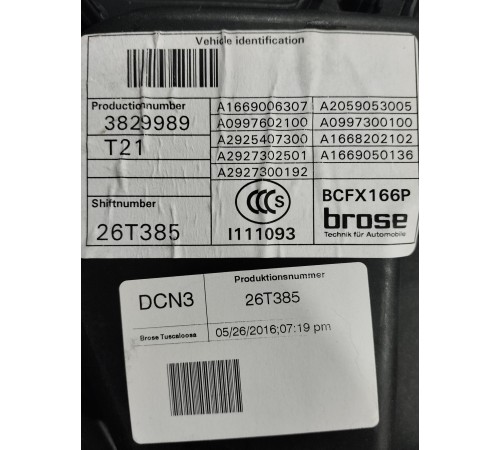 Vehicle identification
Productionnumber
3829989
T21
A1669006307 A2059053005
A0997602100 A0997300100
A2925407300 A1668202102
A2927302501 A1669050136
A2927300192
Shiftnumber
26T385
CCC S
I111093
BCFX166P
brose
Technik für Automobile
DCN3
Produktionsnummer
26T385
Brose Tuscaloosa
05/26/2016;07:19 pm